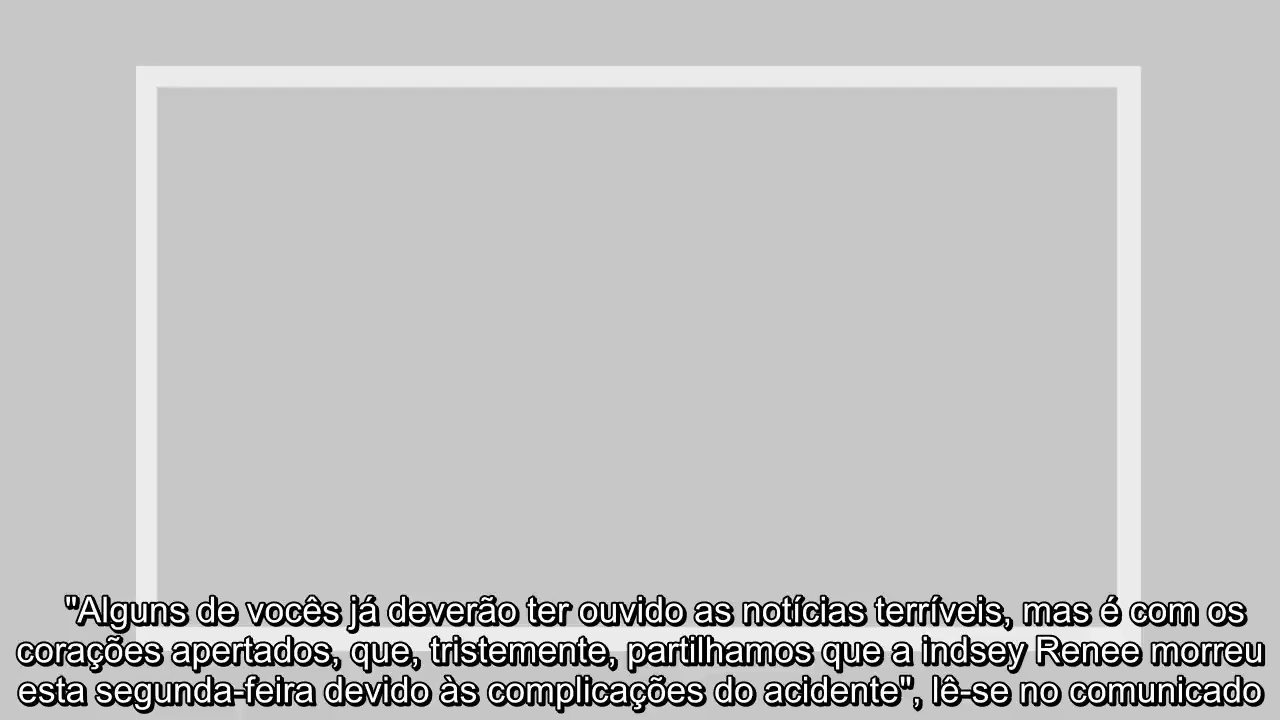 "Alguns de vocês já deverão ter ouvido as notícias terríveis, mas é com os
corações apertados, que, tristemente, partilhamos que a indsey Renee morreu
esta segunda-feira devido às complicações do acidente", lê-se no comunicado